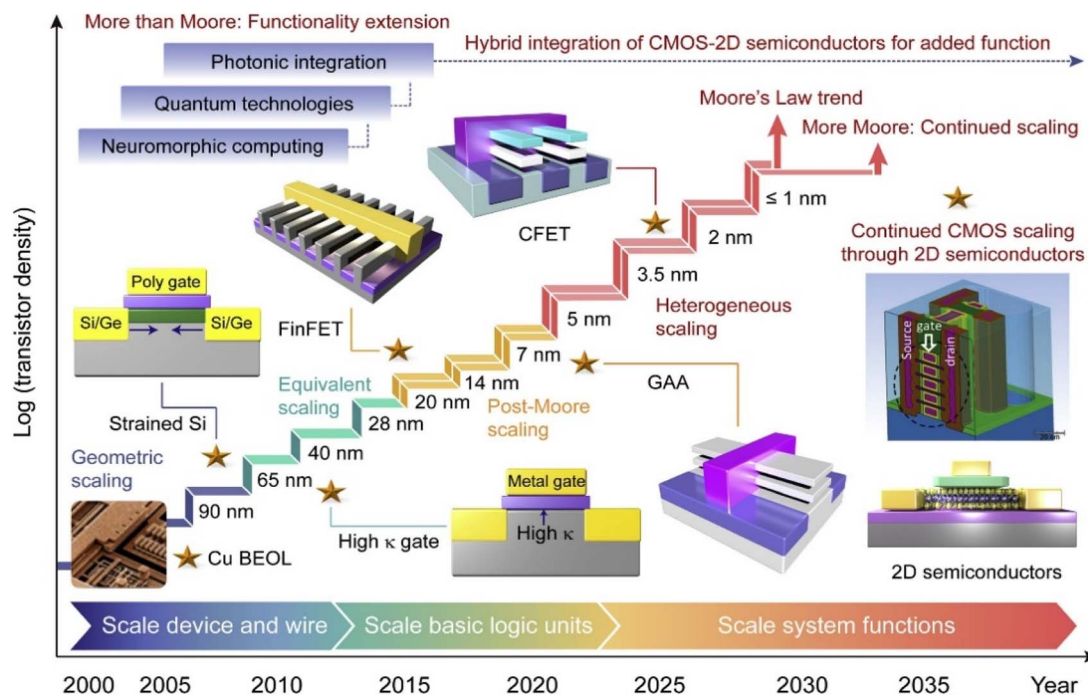 More than Moore: Functionality extension
Hybrid integration of CMOS-2D semiconductors for added function
Photonic integration
Quantum technologies
Neuromorphic computing
Moore's Law trend
More Moore: Continued scaling
≤ 1 nm
2 nm
CFET
3.5 nm
Continued CMOS scaling
through 2D semiconductors
Poly gate
Si/Ge
Si/Ge
FinFET
5 nm
Heterogeneous
scaling
gate
Source
drain
7 nm
GAA
Equivalent
scaling
14 nm
20 nm
Post-Moore
scaling
28 nm
Strained Si
40 nm
Geometric
scaling
65 nm
Metal gate
90 nm
High κ gate
High κ
Cu BEOL
20 nm
2D semiconductors
Log (transistor density)
Scale device and wire
Scale basic logic units
Scale system functions
2000 2005 2010 2015 2020 2025 2030 2035 Year